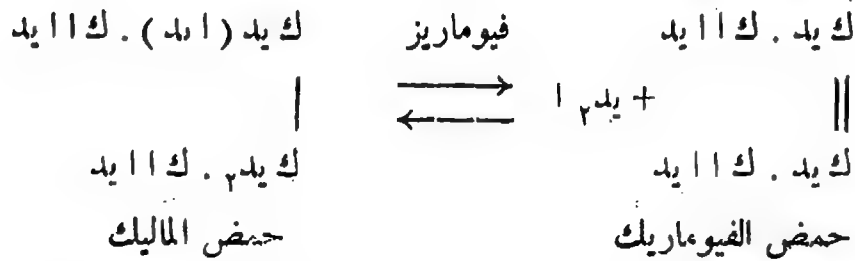 ك يد . ك ا ا يد فيوماريز ك يد ( ا يد ) . ك ا ا يد
|| + يد٢ ا ⇄ |
ك يد . ك ا ا يد ك يد٢ . ك ا ا يد
حمض الفيوماريك حمض الماليك